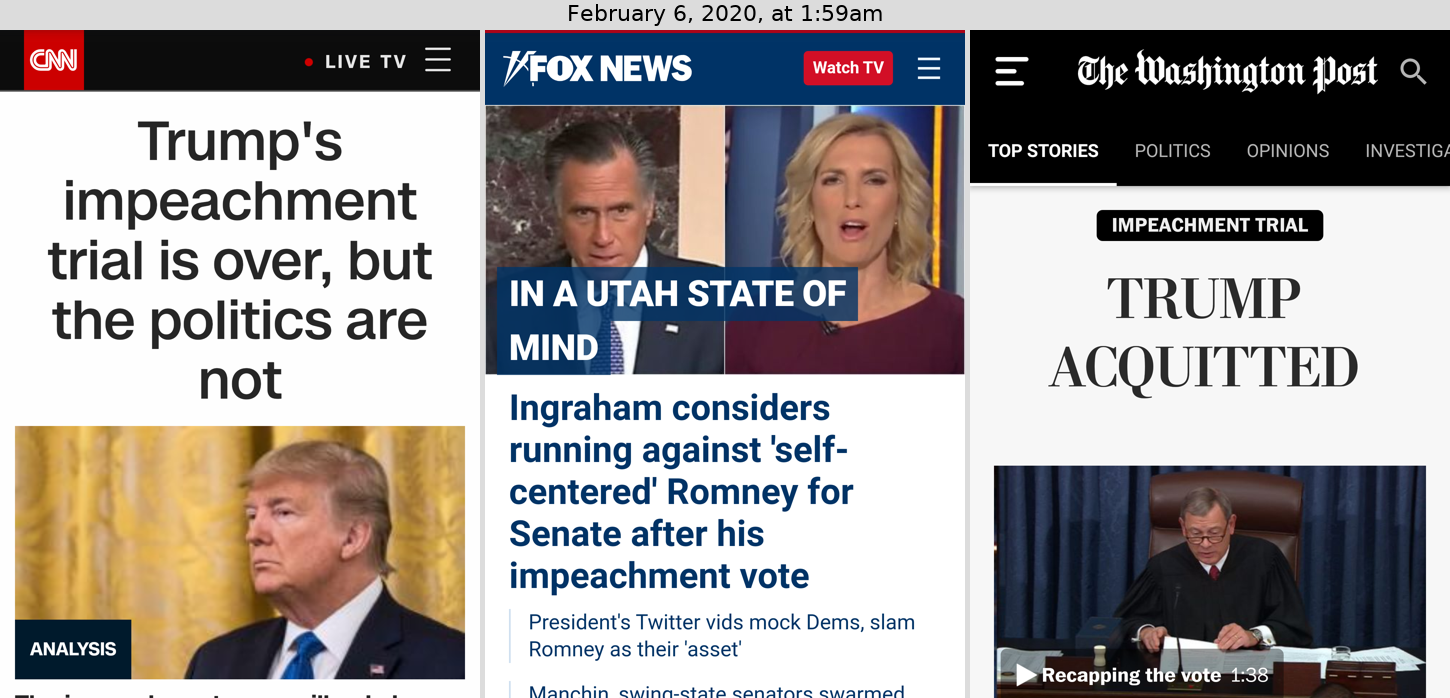 February 6, 2020, at 1:59am
CNN
LIVE TV
Trump's
impeachment
trial is over, but
the politics are
not
ANALYSIS
FOX NEWS
Watch TV
IN A UTAH STATE OF
MIND
Ingraham considers
running against 'self-
centered' Romney for
Senate after his
impeachment vote
President's Twitter vids mock Dems, slam
Romney as their 'asset'
Manchin, swing-state senators swarmed
The Washington Post
TOP STORIES
POLITICS
OPINIONS
INVESTIGA
IMPEACHMENT TRIAL
TRUMP
ACQUITTED
Recapping the vote 1:38